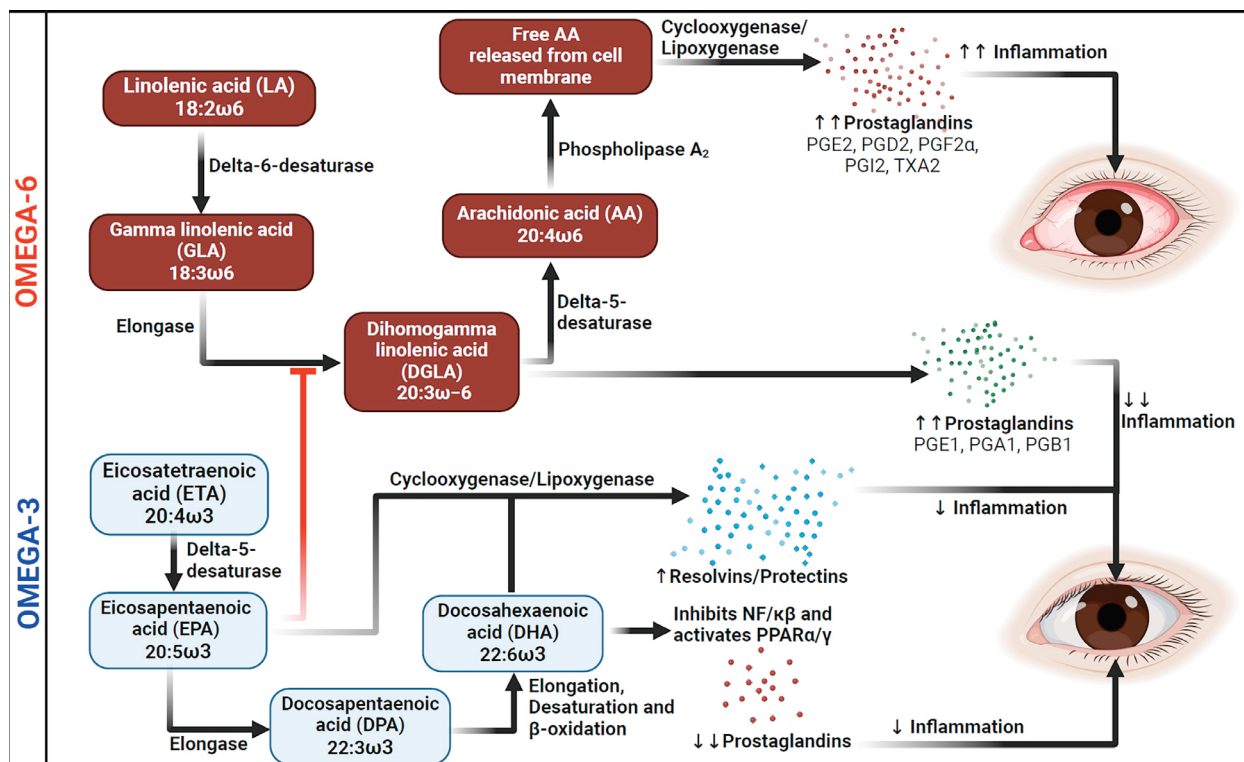 OMEGA-6
Linolenic acid (LA)
18:2ω6
Delta-6-desaturase
Gamma linolenic acid
(GLA)
18:3ω6
Elongase
Dihomogamma
linolenic acid
(DGLA)
20:3ω-6
Delta-5-
desaturase
Arachidonic acid (AA)
20:4ω6
Phospholipase A₂
Free AA
released from cell
membrane
Cyclooxygenase/
Lipoxygenase
↑↑Prostaglandins
PGE2, PGD2, PGF2α,
PGI2, TXA2
↑↑ Inflammation
↑↑Prostaglandins
PGE1, PGA1, PGB1
↓↓
Inflammation
OMEGA-3
Eicosatetraenoic
acid (ETA)
20:4ω3
Delta-5-
desaturase
Eicosapentaenoic
acid (EPA)
20:5ω3
Elongase
Docosapentaenoic
acid (DPA)
22:3ω3
Elongation,
Desaturation and
β-oxidation
Docosahexaenoic
acid (DHA)
22:6ω3
Cyclooxygenase/Lipoxygenase
↑Resolvins/Protectins
↓ Inflammation
Inhibits NF/κβ and
activates PPARα/γ
↓↓Prostaglandins
↓ Inflammation